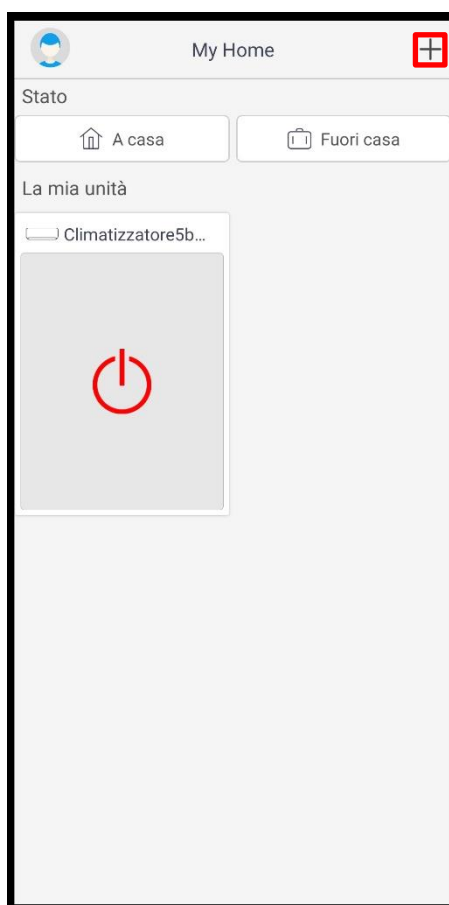 My Home
Stato
A casa
Fuori casa
La mia unità
Climatizzatore5b...